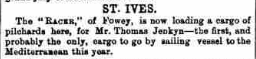 ST. IVES.
The "RACER," of Fowey, is now loading a cargo of
pilchards here, for Mr. Thomas Jenkyn—the first, and
probably the only, cargo to go by sailing vessel to the
Mediterranean this year.